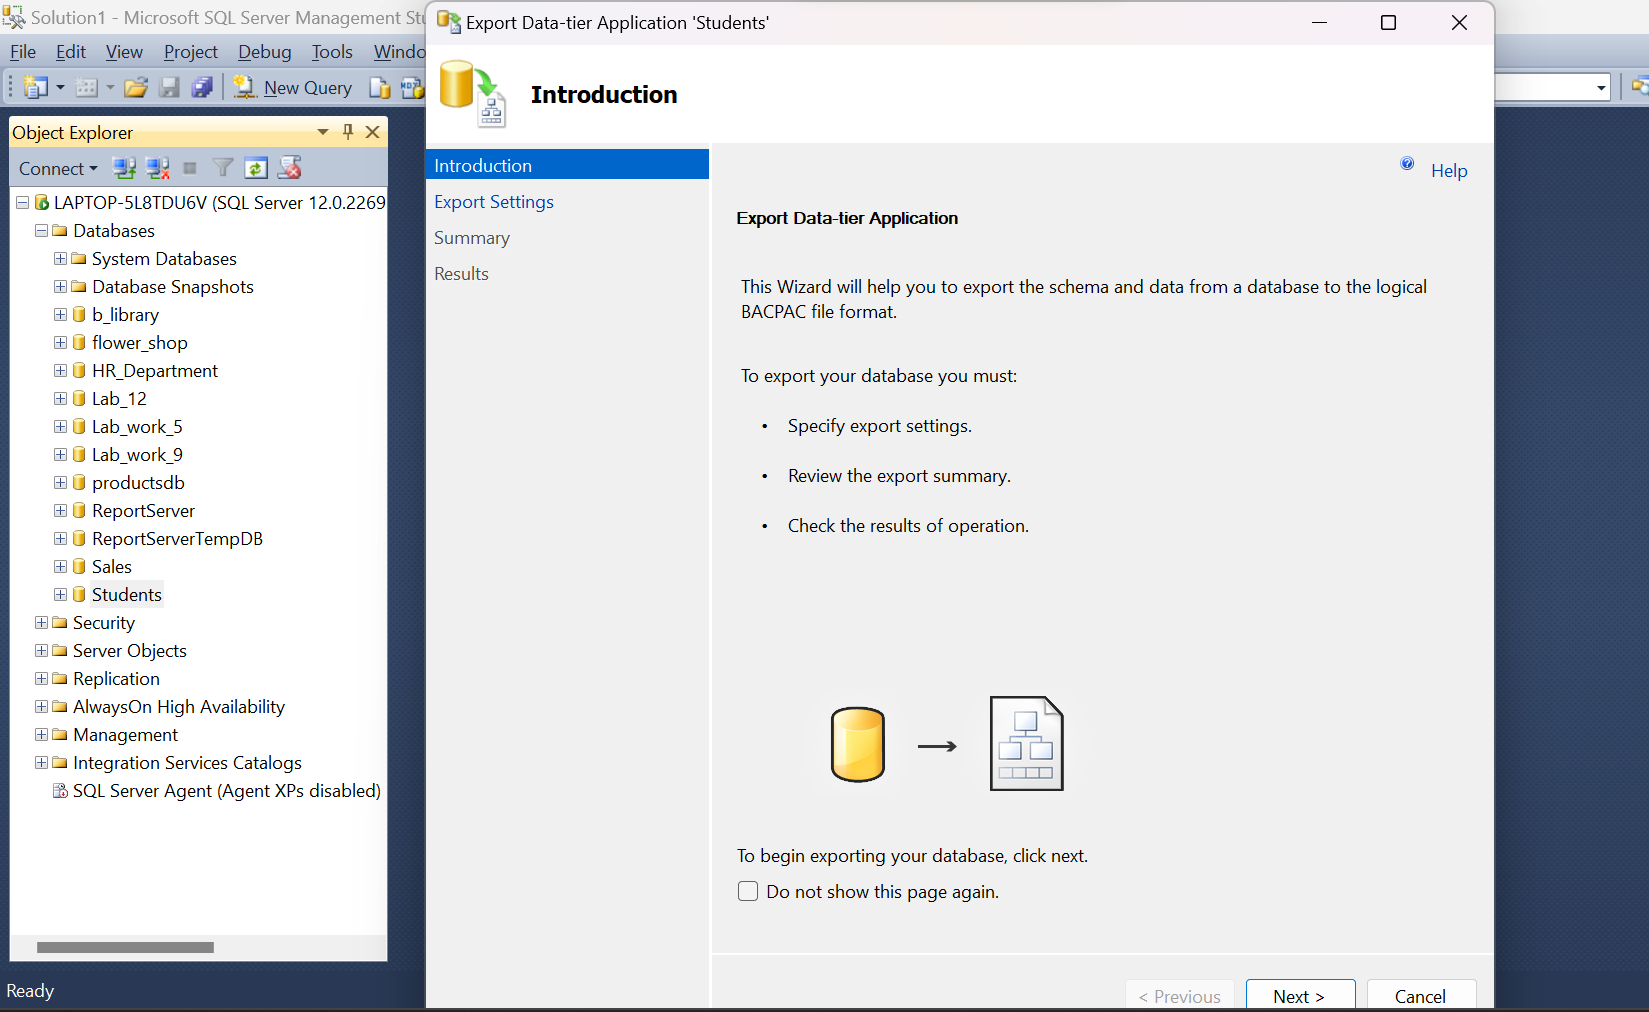 Solution1 - Microsoft SQL Server Management Stu
File Edit View Project Debug Tools Windo
New Query
Object Explorer
Connect
LAPTOP-5L8TDU6V (SQL Server 12.0.2269
Databases
System Databases
Database Snapshots
b_library
flower_shop
HR_Department
Lab_12
Lab_work_5
Lab_work_9
productsdb
ReportServer
ReportServerTempDB
Sales
Students
Security
Server Objects
Replication
AlwaysOn High Availability
Management
Integration Services Catalogs
SQL Server Agent (Agent XPs disabled)
Ready
Export Data-tier Application 'Students'
Introduction
Introduction
Export Settings
Summary
Results
Help
Export Data-tier Application
This Wizard will help you to export the schema and data from a database to the logical
BACPAC file format.
To export your database you must:
• Specify export settings.
• Review the export summary.
• Check the results of operation.
To begin exporting your database, click next.
Do not show this page again.
< Previous Next > Cancel